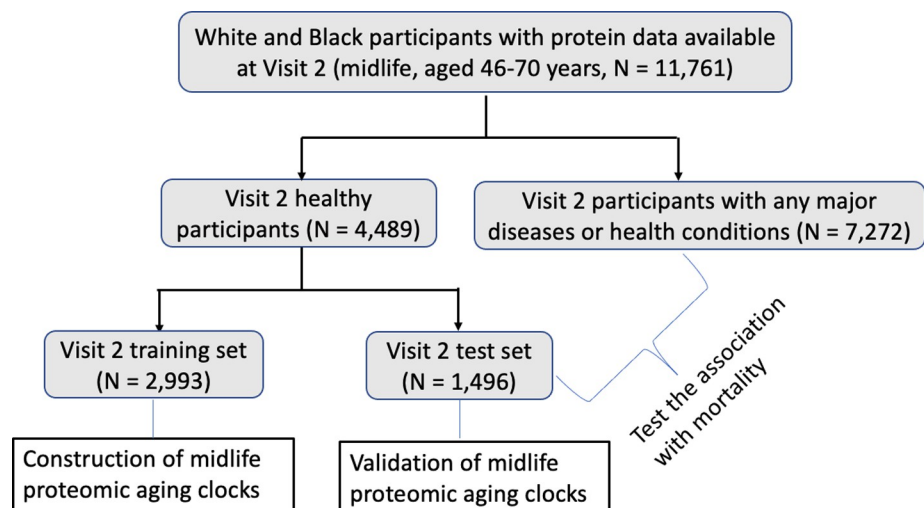 White and Black participants with protein data available
at Visit 2 (midlife, aged 46-70 years, N = 11,761)
Visit 2 healthy
participants (N = 4,489)
Visit 2 participants with any major
diseases or health conditions (N = 7,272)
Visit 2 training set
(N = 2,993)
Visit 2 test set
(N = 1,496)
Test the association
with mortality
Construction of midlife
proteomic aging clocks
Validation of midlife
proteomic aging clocks